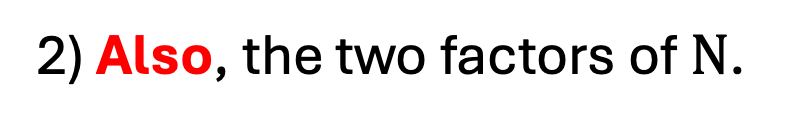 2) Also, the two factors of N.